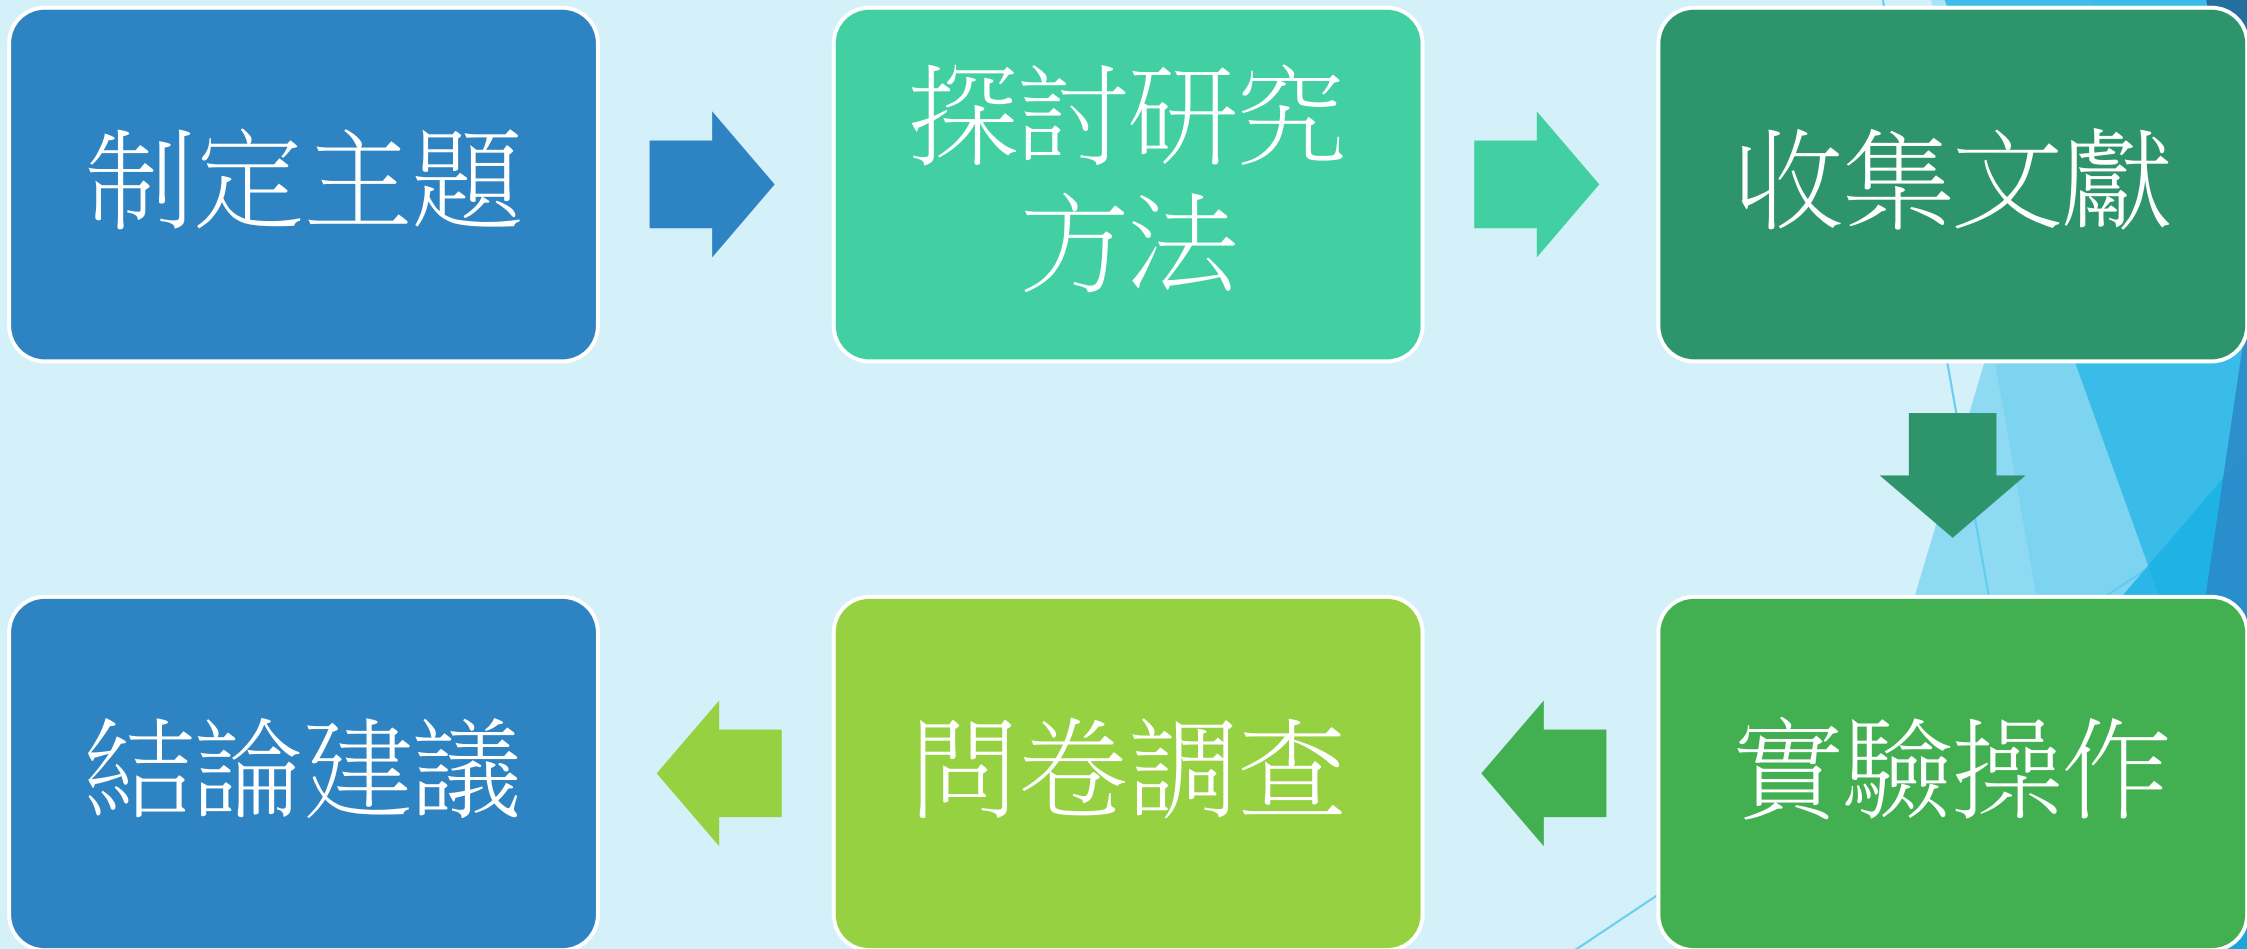 制定主題
探討研究
方法
收集文獻
實驗操作
問卷調查
結論建議